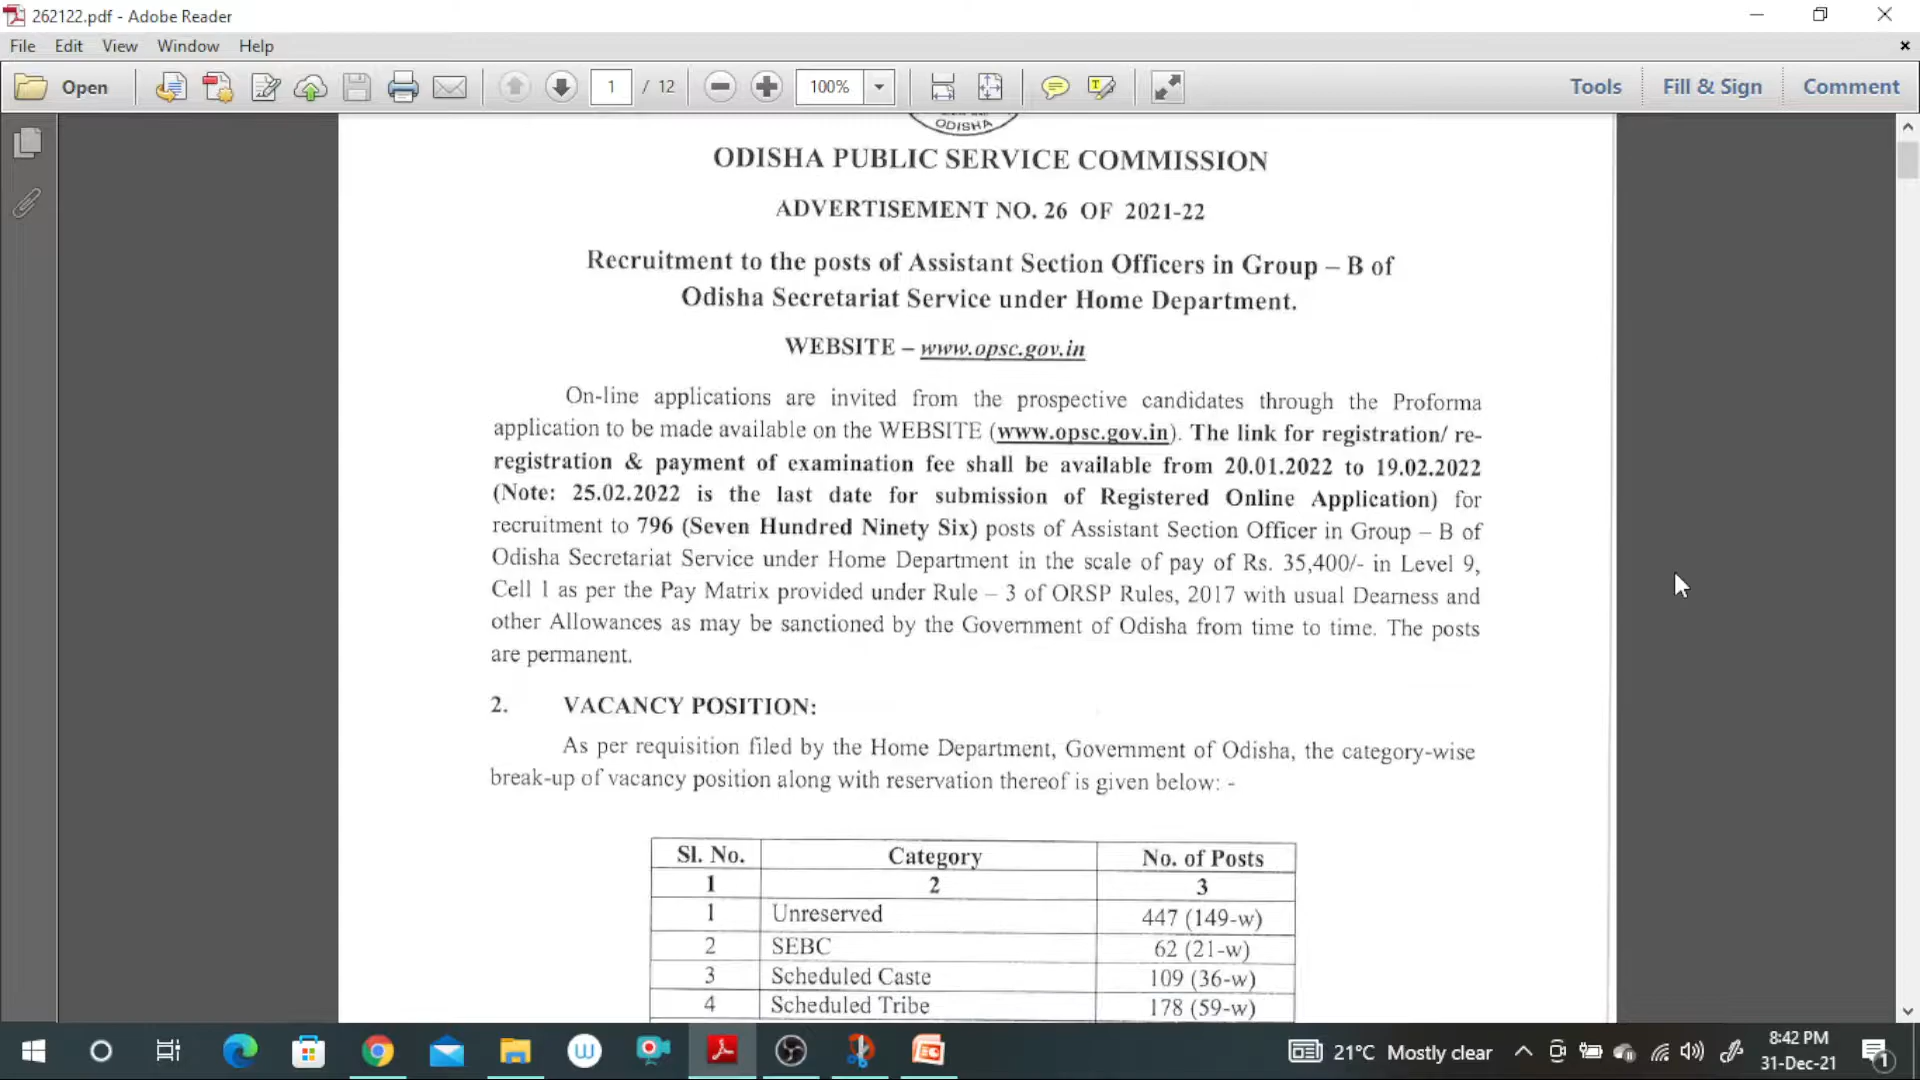 262122.pdf - Adobe Reader
File Edit View Window Help
Open 1 / 12 100% Tools Fill & Sign Comment
ODISHA
ODISHA PUBLIC SERVICE COMMISSION
ADVERTISEMENT NO. 26 OF 2021-22
Recruitment to the posts of Assistant Section Officers in Group – B of
Odisha Secretariat Service under Home Department.
WEBSITE – www.opsc.gov.in
On-line applications are invited from the prospective candidates through the Proforma
application to be made available on the WEBSITE (www.opsc.gov.in). The link for registration/ re-
registration & payment of examination fee shall be available from 20.01.2022 to 19.02.2022
(Note: 25.02.2022 is the last date for submission of Registered Online Application) for
recruitment to 796 (Seven Hundred Ninety Six) posts of Assistant Section Officer in Group – B of
Odisha Secretariat Service under Home Department in the scale of pay of Rs. 35,400/- in Level 9,
Cell 1 as per the Pay Matrix provided under Rule – 3 of ORSP Rules, 2017 with usual Dearness and
other Allowances as may be sanctioned by the Government of Odisha from time to time. The posts
are permanent.
2. VACANCY POSITION:
As per requisition filed by the Home Department, Government of Odisha, the category-wise
break-up of vacancy position along with reservation thereof is given below: -
Sl. No. Category No. of Posts
1 2 3
1 Unreserved 447 (149-w)
2 SEBC 62 (21-w)
3 Scheduled Caste 109 (36-w)
4 Scheduled Tribe 178 (59-w)
21°C Mostly clear
8:42 PM
31-Dec-21
1